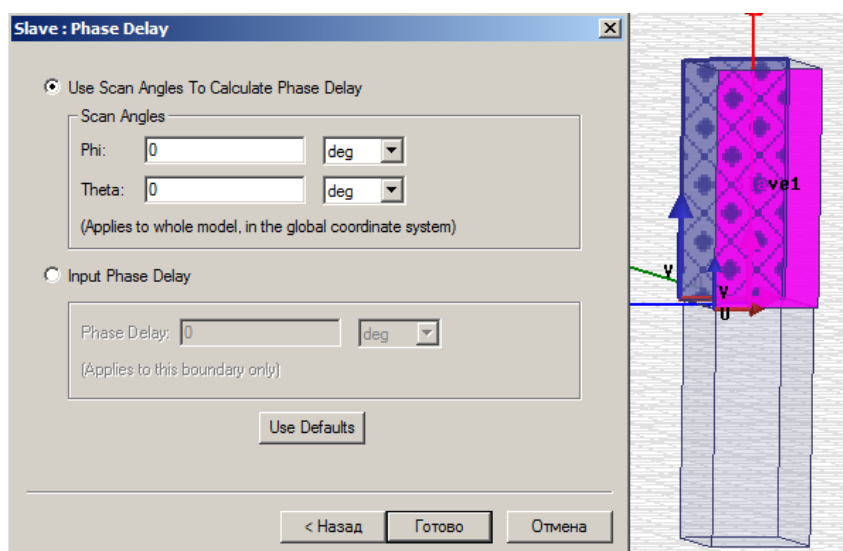 Slave : Phase Delay
Use Scan Angles To Calculate Phase Delay
Scan Angles
Phi: 0 deg
Theta: 0 deg
(Applies to whole model, in the global coordinate system)
Input Phase Delay
Phase Delay: 0 deg
(Applies to this boundary only)
Use Defaults
< Назад Готово Отмена
ave1
V
V
U